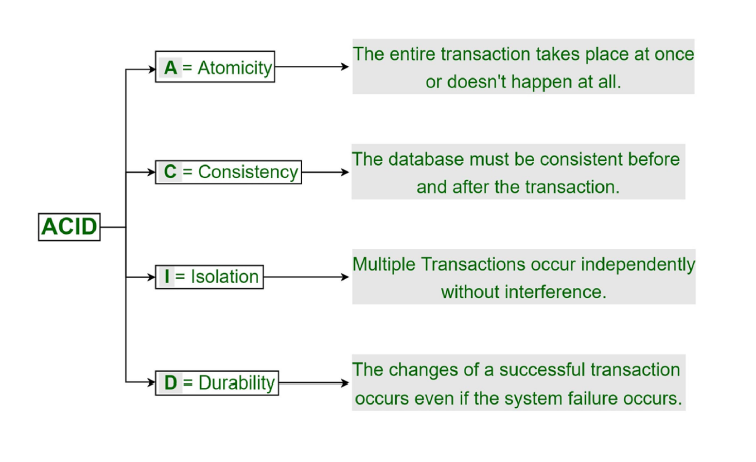 A = Atomicity
The entire transaction takes place at once
or doesn't happen at all.
C = Consistency
The database must be consistent before
and after the transaction.
ACID
I = Isolation
Multiple Transactions occur independently
without interference.
D = Durability
The changes of a successful transaction
occurs even if the system failure occurs.